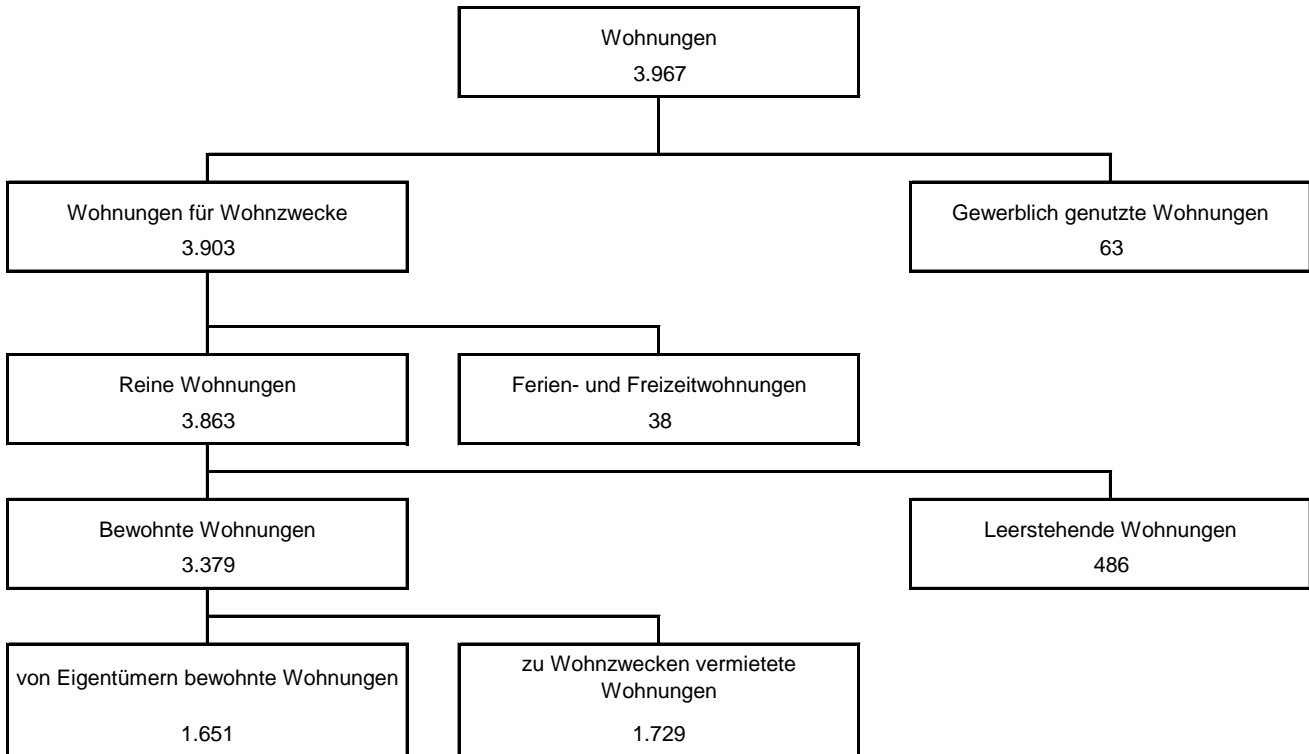 Wohnungen
3.967
Wohnungen für Wohnzwecke
3.903
Gewerblich genutzte Wohnungen
63
Reine Wohnungen
3.863
Ferien- und Freizeitwohnungen
38
Bewohnte Wohnungen
3.379
Leerstehende Wohnungen
486
von Eigentümern bewohnte Wohnungen
1.651
zu Wohnzwecken vermietete
Wohnungen
1.729